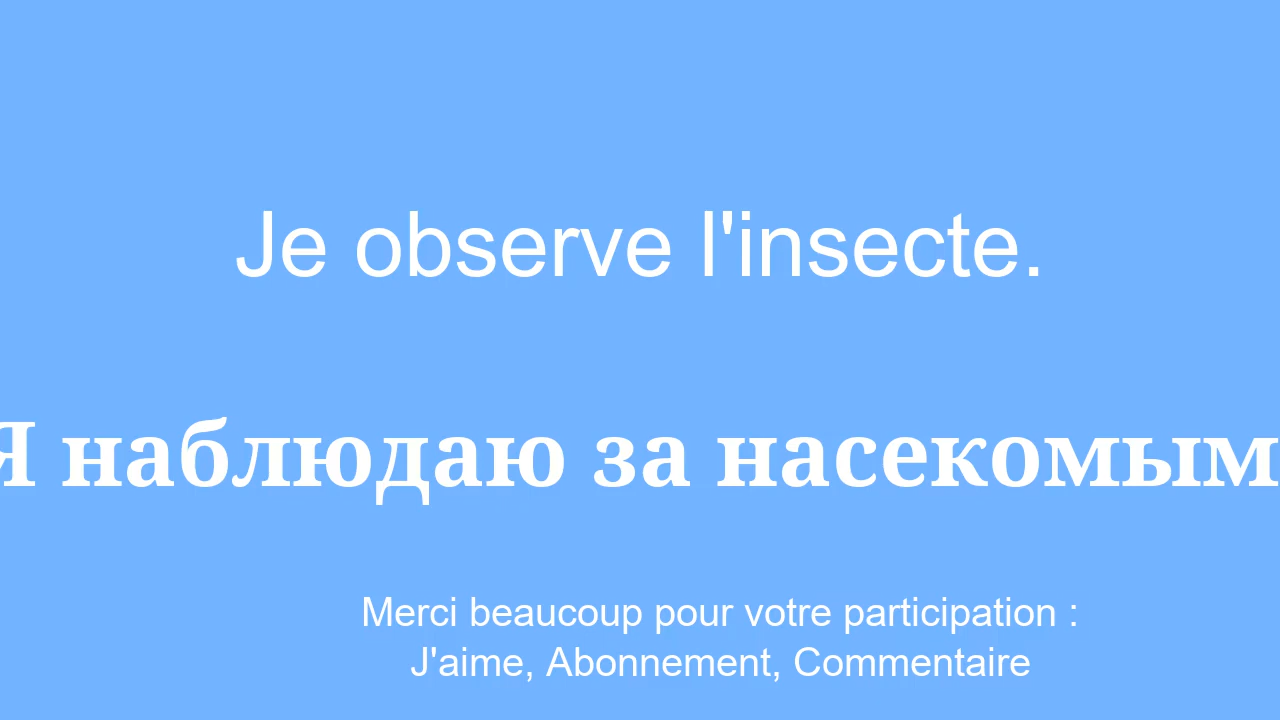 Je observe l'insecte.
Я наблюдаю за насекомым
Merci beaucoup pour votre participation :
J'aime, Abonnement, Commentaire